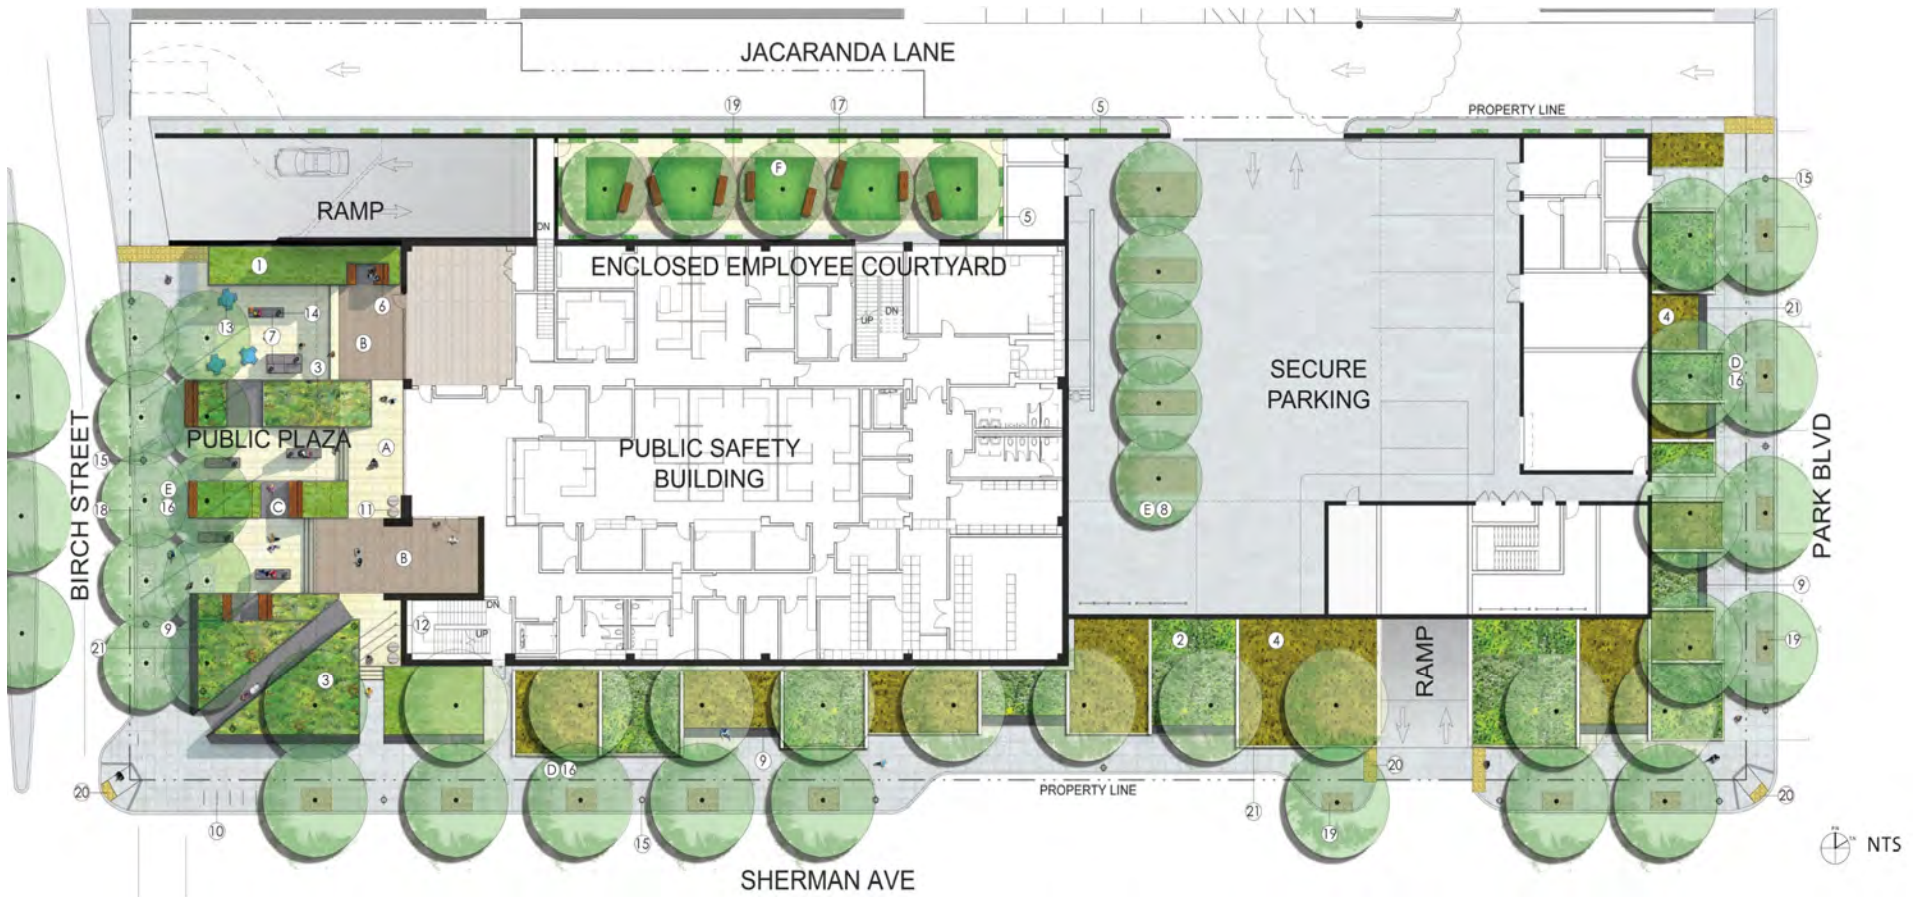 JACARANDA LANE
PROPERTY LINE
19
17
5
15
F
RAMP
DN
5
1
ENCLOSED EMPLOYEE COURTYARD
6
13
14
7
B
3
UP
DN
4
21
SECURE
PARKING
D
16
BIRCH STREET
PUBLIC PLAZA
A
PUBLIC SAFETY
BUILDING
15
E
16
18
C
11
E 8
PARK BLVD
B
9
DN
12
UP
9
21
3
2
4
RAMP
19
D 16
9
20
20
PROPERTY LINE
20
10
15
21
19
SHERMAN AVE
NTS